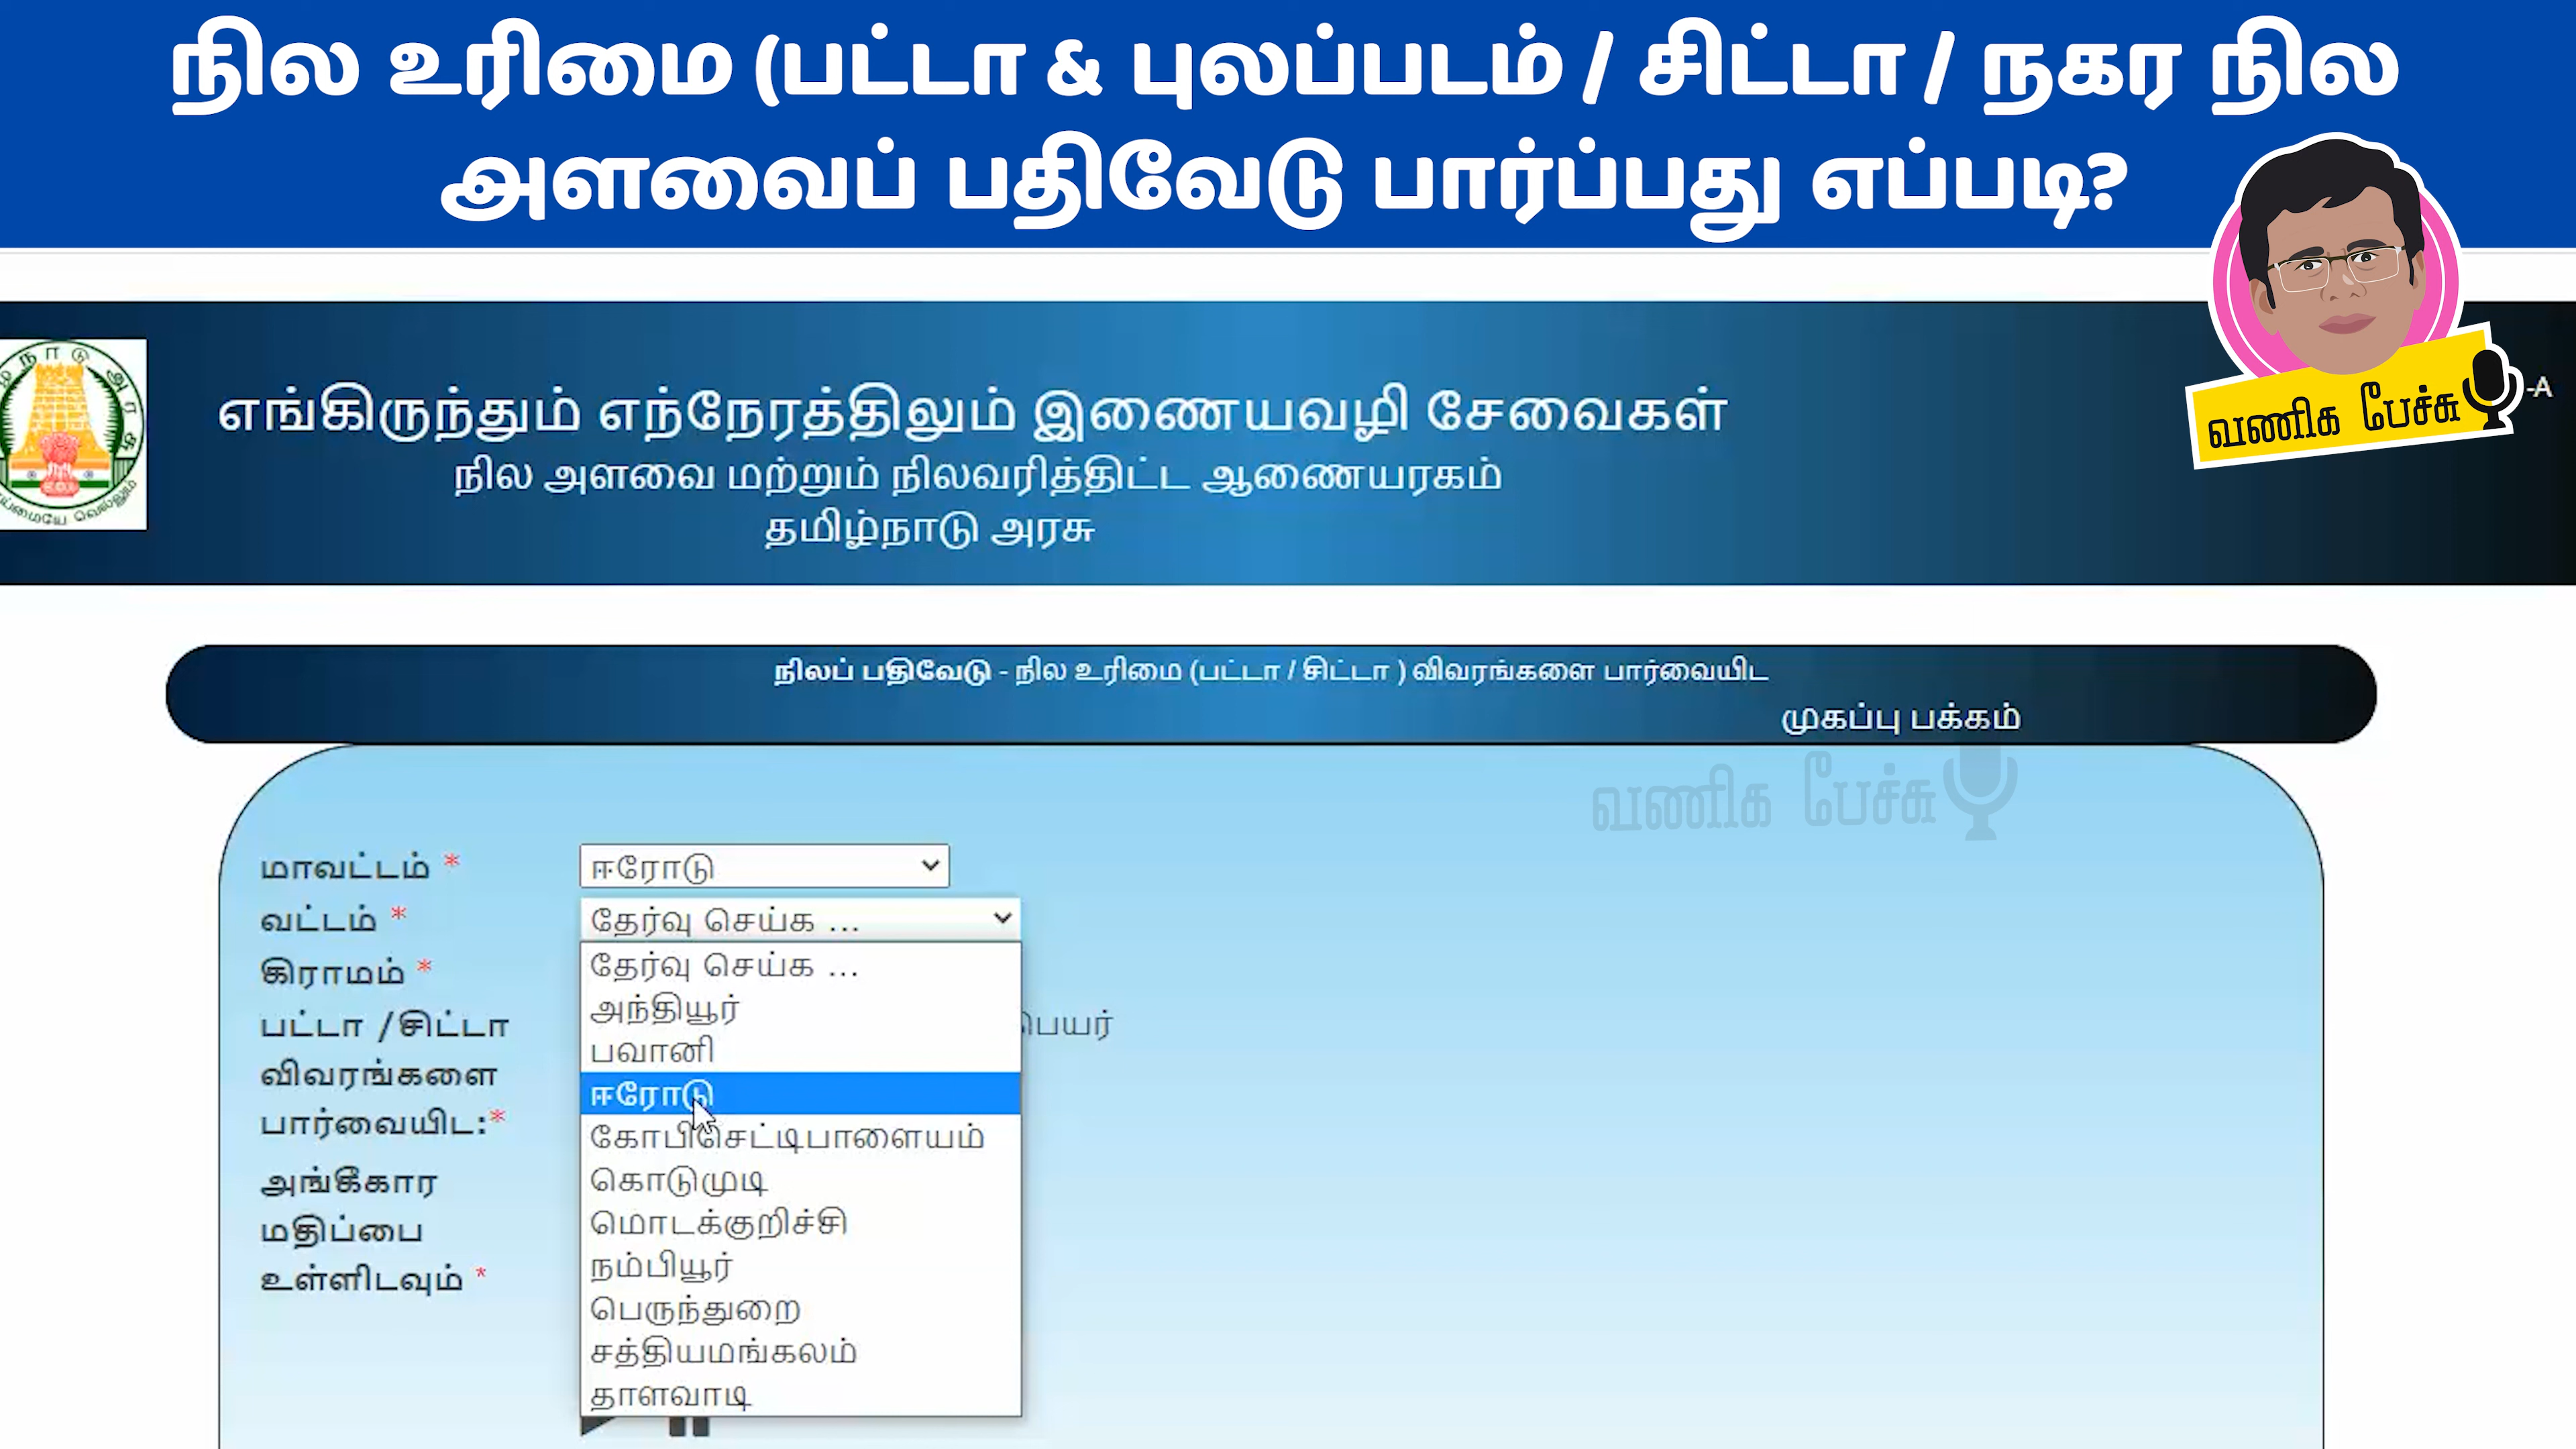 நில உரிமை (பட்டா & புலப்படம் / சிட்டா / நகர நில
அளவைப் பதிவேடு பார்ப்பது எப்படி?
வணிக பேச்சு
-A
எங்கிருந்தும் எந்நேரத்திலும் இணையவழி சேவைகள்
நில அளவை மற்றும் நிலவரித்திட்ட ஆணையரகம்
தமிழ்நாடு அரசு
நிலப் பதிவேடு - நில உரிமை (பட்டா / சிட்டா ) விவரங்களை பார்வையிட
முகப்பு பக்கம்
வணிக பேச்சு
மாவட்டம் * ஈரோடு
வட்டம் * தேர்வு செய்க ...
கிராமம் * தேர்வு செய்க ...
அந்தியூர்
பட்டா /சிட்டா பெயர்
பவானி
விவரங்களை ஈரோடு
பார்வையிட:* கோபிசெட்டிபாளையம்
அங்கீகார கொடுமுடி
மதிப்பை மொடக்குறிச்சி
உள்ளிடவும் * நம்பியூர்
பெருந்துறை
சத்தியமங்கலம்
தாளவாடி